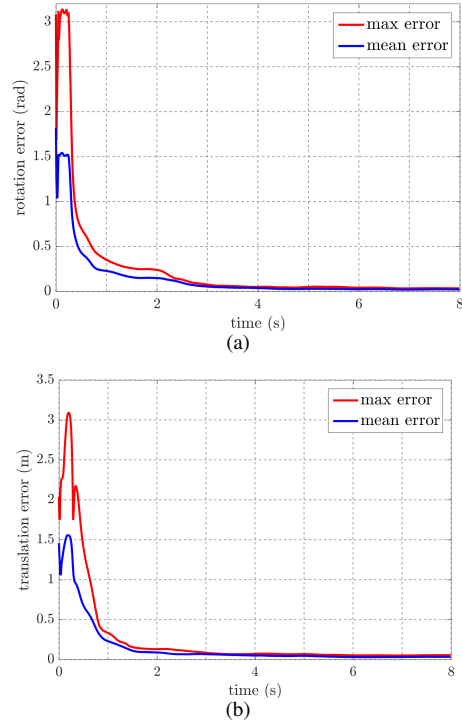 max error
mean error
rotation error (rad)
3
2.5
2
1.5
1
0.5
0
0 2 4 6 8
time (s)
(a)
max error
mean error
translation error (m)
3.5
3
2.5
2
1.5
1
0.5
0
0 2 4 6 8
time (s)
(b)